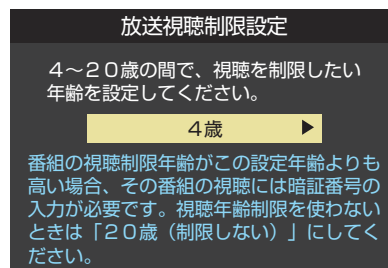 放送視聴制限設定
４～２０歳の間で、視聴を制限したい
年齢を設定してください。
４歳 ▶
番組の視聴制限年齢がこの設定年齢よりも
高い場合、その番組の視聴には暗証番号の
入力が必要です。視聴年齢制限を使わない
ときは「２０歳（制限しない）」にしてく
ださい。